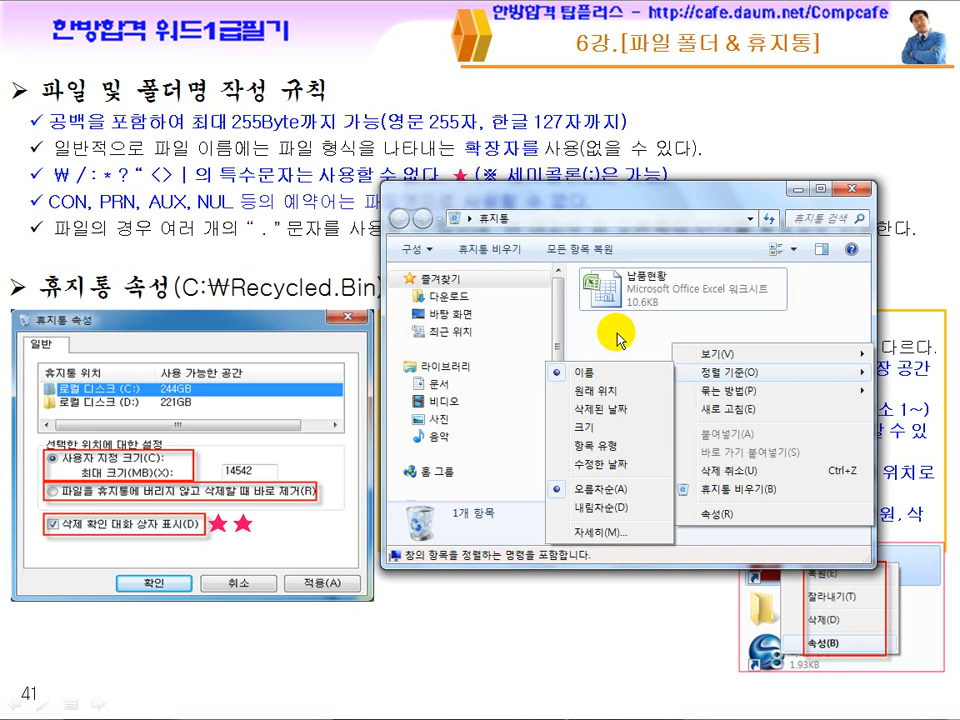 한방합격 워드1급필기
한방합격 탑플러스 - http://cafe.daum.net/Compcafe
6강.[파일 폴더 & 휴지통]
➤ 파일 및 폴더명 작성 규칙
✓ 공백을 포함하여 최대 255Byte까지 가능(영문 255자, 한글 127자까지)
✓ 일반적으로 파일 이름에는 파일 형식을 나타내는 확장자를 사용(없을 수 있다).
✓ ₩ / : * ? “ <> | 의 특수문자는 사용할 수 없다. ★ (※ 세미콜론(;)은 가능)
✓ CON, PRN, AUX, NUL 등의 예약어는
✓ 파일의 경우 여러 개의 “ . ” 문자를 사용
한다.
➤ 휴지통 속성(C:₩Recycled.Bin)
휴지통 속성
일반
휴지통 위치 사용 가능한 공간
로컬 디스크 (C:) 244GB
로컬 디스크 (D:) 221GB
선택한 위치에 대한 설정
사용자 지정 크기(C):
최대 크기(MB)(X): 14542
파일을 휴지통에 버리지 않고 삭제할 때 바로 제거(R)
삭제 확인 대화 상자 표시(D) ★★
확인 취소 적용(A)
휴지통
휴지통 검색
구성 휴지통 비우기 모든 항목 복원
즐겨찾기
다운로드
바탕 화면
최근 위치
라이브러리
문서
비디오
사진
음악
홈 그룹
납품현황
Microsoft Office Excel 워크시트
10.6KB
보기(V)
정렬 기준(O)
묶는 방법(P)
새로 고침(E)
붙여넣기(A)
바로 가기 붙여넣기(S)
삭제 취소(U) Ctrl+Z
휴지통 비우기(B)
속성(R)
이름
원래 위치
삭제된 날짜
크기
항목 유형
수정한 날짜
오름차순(A)
내림차순(D)
자세히(M)...
1개 항목
창의 항목을 정렬하는 명령을 포함합니다.
다르다.
장 공간
소 1~)
할 수 있
위치로
원, 삭
복원(E)
잘라내기(T)
삭제(D)
속성(B)
1.93KB
41